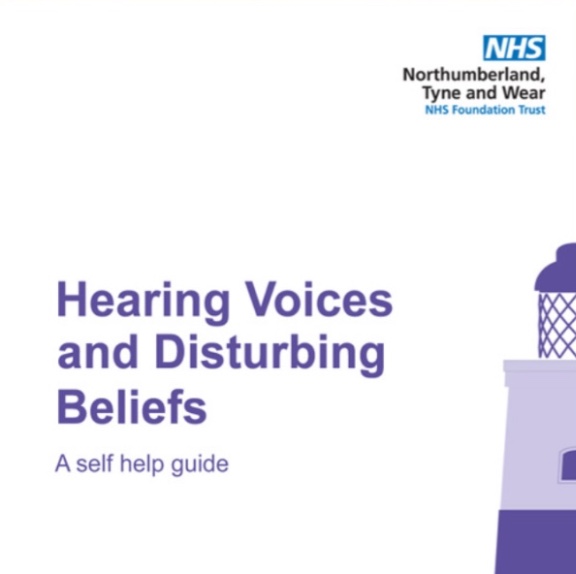 NHS
Northumberland,
Tyne and Wear
NHS Foundation Trust
Hearing Voices
and Disturbing
Beliefs
A self help guide